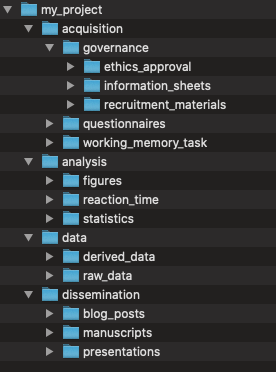 my_project
acquisition
governance
ethics_approval
information_sheets
recruitment_materials
questionnaires
working_memory_task
analysis
figures
reaction_time
statistics
data
derived_data
raw_data
dissemination
blog_posts
manuscripts
presentations